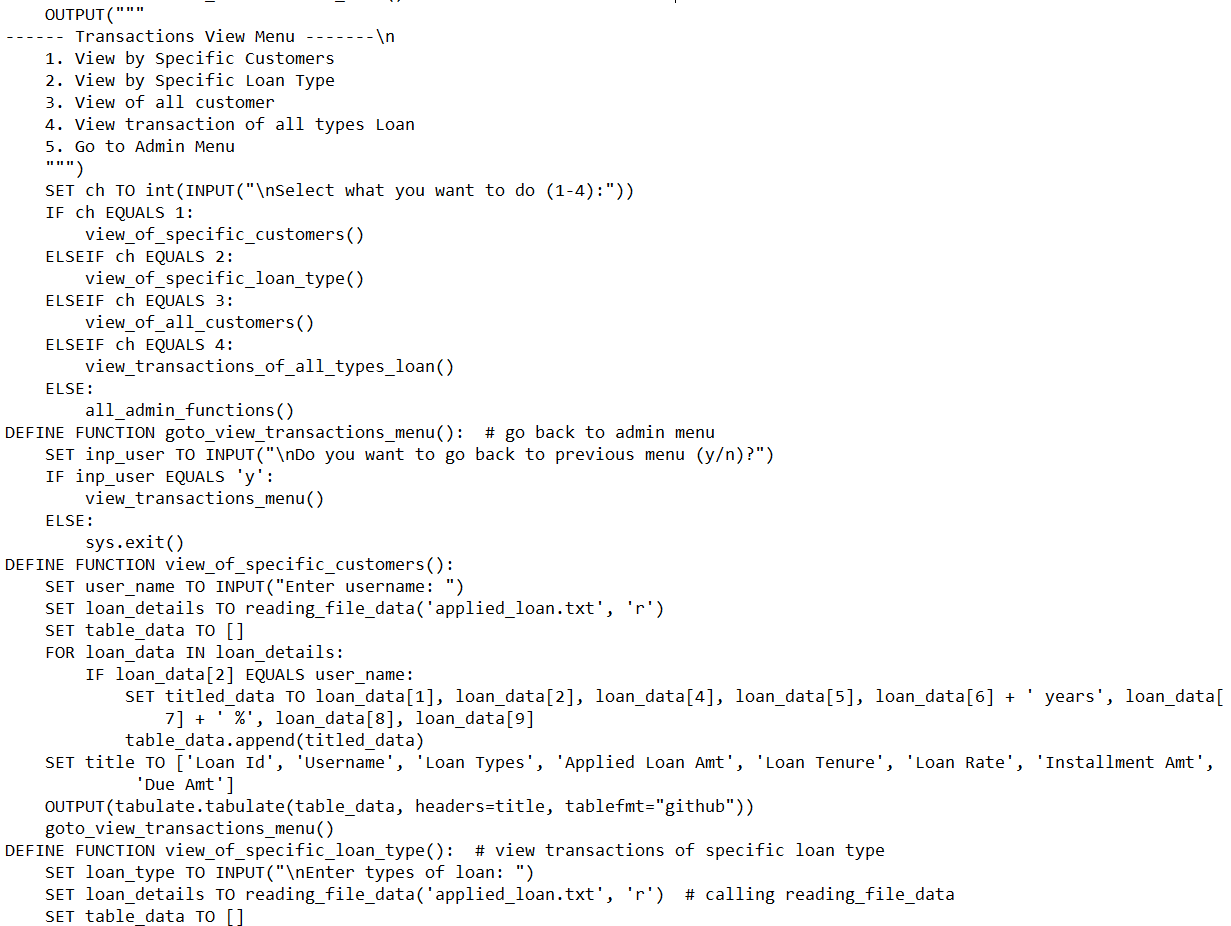 OUTPUT("""
------ Transactions View Menu -------\n
    1. View by Specific Customers
    2. View by Specific Loan Type
    3. View of all customer
    4. View transaction of all types Loan
    5. Go to Admin Menu
    """)
    SET ch TO int(INPUT("\nSelect what you want to do (1-4):"))
    IF ch EQUALS 1:
        view_of_specific_customers()
    ELSEIF ch EQUALS 2:
        view_of_specific_loan_type()
    ELSEIF ch EQUALS 3:
        view_of_all_customers()
    ELSEIF ch EQUALS 4:
        view_transactions_of_all_types_loan()
    ELSE:
        all_admin_functions()
DEFINE FUNCTION goto_view_transactions_menu():  # go back to admin menu
    SET inp_user TO INPUT("\nDo you want to go back to previous menu (y/n)?")
    IF inp_user EQUALS 'y':
        view_transactions_menu()
    ELSE:
        sys.exit()
DEFINE FUNCTION view_of_specific_customers():
    SET user_name TO INPUT("Enter username: ")
    SET loan_details TO reading_file_data('applied_loan.txt', 'r')
    SET table_data TO []
    FOR loan_data IN loan_details:
        IF loan_data[2] EQUALS user_name:
            SET titled_data TO loan_data[1], loan_data[2], loan_data[4], loan_data[5], loan_data[6] + ' years', loan_data[
                7] + ' %', loan_data[8], loan_data[9]
            table_data.append(titled_data)
    SET title TO ['Loan Id', 'Username', 'Loan Types', 'Applied Loan Amt', 'Loan Tenure', 'Loan Rate', 'Installment Amt',
             'Due Amt']
    OUTPUT(tabulate.tabulate(table_data, headers=title, tablefmt="github"))
    goto_view_transactions_menu()
DEFINE FUNCTION view_of_specific_loan_type():  # view transactions of specific loan type
    SET loan_type TO INPUT("\nEnter types of loan: ")
    SET loan_details TO reading_file_data('applied_loan.txt', 'r')  # calling reading_file_data
    SET table_data TO []